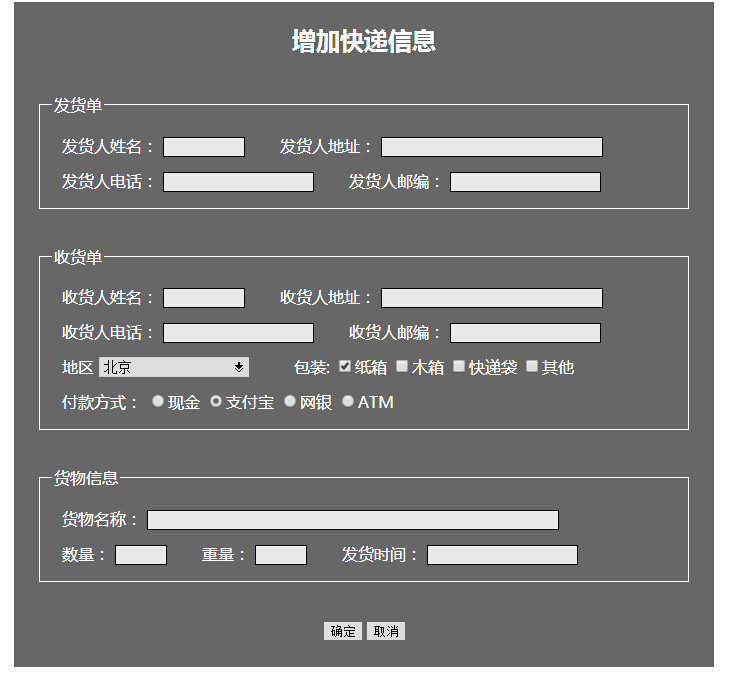 增加快递信息
发货单
发货人姓名： 发货人地址：
发货人电话： 发货人邮编：
收货单
收货人姓名： 收货人地址：
收货人电话： 收货人邮编：
地区 北京 包装: 纸箱 木箱 快递袋 其他
付款方式： 现金 支付宝 网银 ATM
货物信息
货物名称：
数量： 重量： 发货时间：
确定 取消